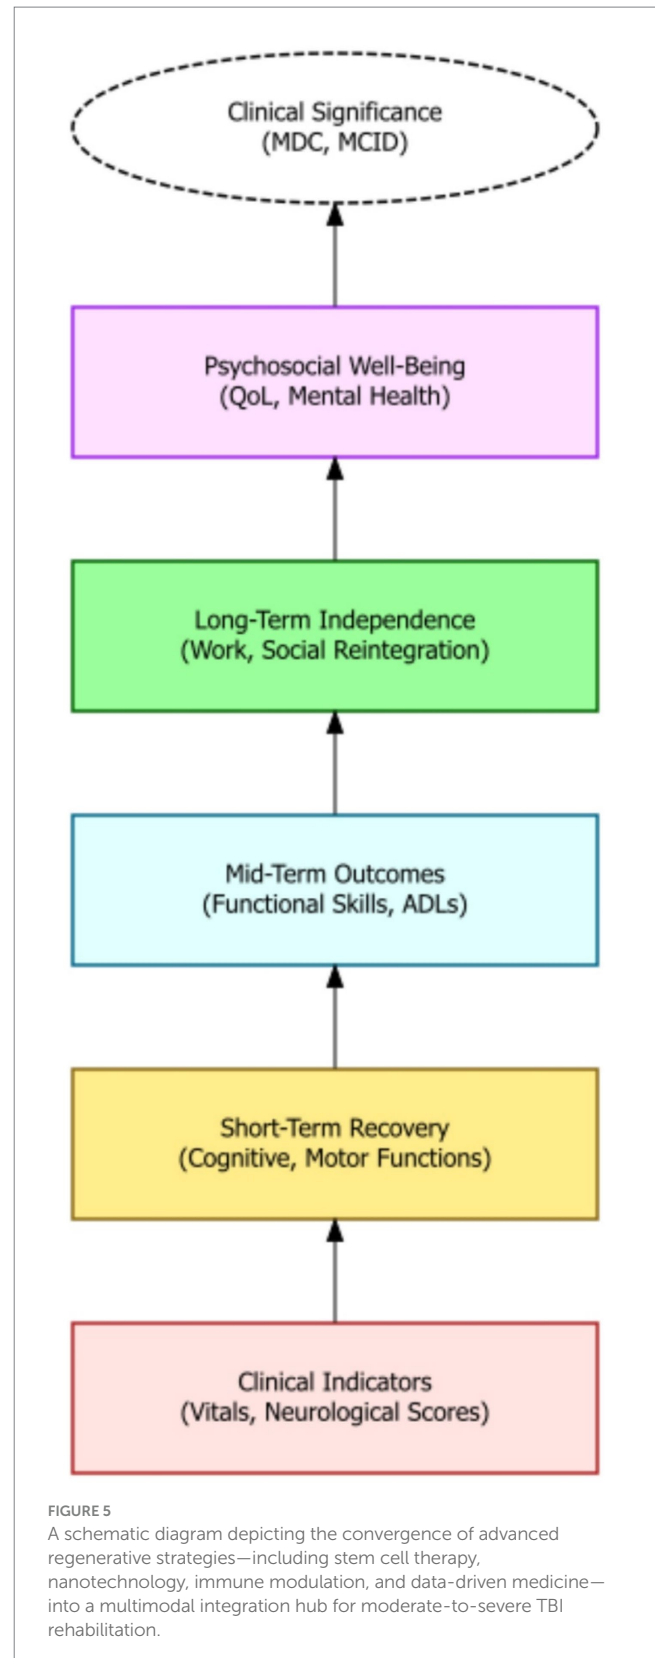 Clinical Significance
(MDC, MCID)
Psychosocial Well-Being
(QoL, Mental Health)
Long-Term Independence
(Work, Social Reintegration)
Mid-Term Outcomes
(Functional Skills, ADLs)
Short-Term Recovery
(Cognitive, Motor Functions)
Clinical Indicators
(Vitals, Neurological Scores)
FIGURE 5
A schematic diagram depicting the convergence of advanced
regenerative strategies—including stem cell therapy,
nanotechnology, immune modulation, and data-driven medicine—
into a multimodal integration hub for moderate-to-severe TBI
rehabilitation.